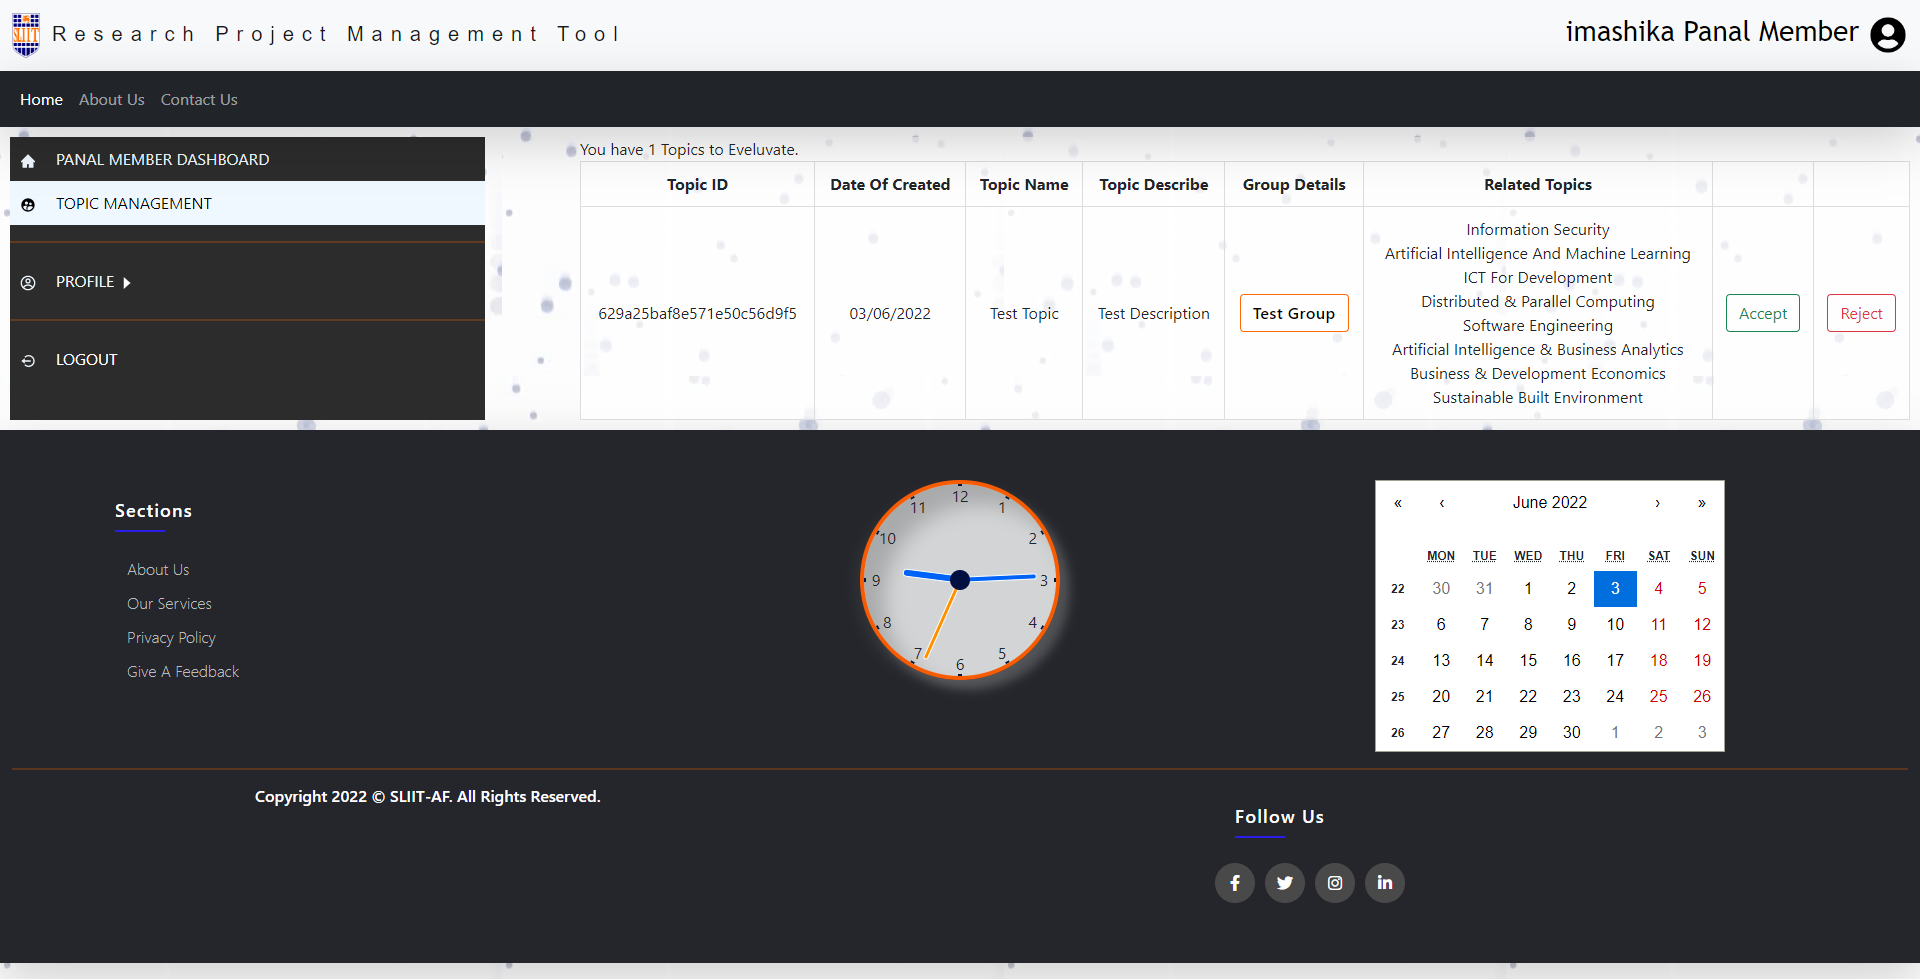 SLIIT
Research Project Management Tool
imashika Panal Member
Home About Us Contact Us
PANAL MEMBER DASHBOARD
TOPIC MANAGEMENT
PROFILE
LOGOUT
You have 1 Topics to Eveluvate.
Topic ID Date Of Created Topic Name Topic Describe Group Details Related Topics
629a25baf8e571e50c56d9f5 03/06/2022 Test Topic Test Description Test Group
Information Security
Artificial Intelligence And Machine Learning
ICT For Development
Distributed & Parallel Computing
Software Engineering
Artificial Intelligence & Business Analytics
Business & Development Economics
Sustainable Built Environment
Accept Reject
Sections
About Us
Our Services
Privacy Policy
Give A Feedback
12
1
2
3
4
5
6
7
8
9
10
11
« ‹ June 2022 › »
MON TUE WED THU FRI SAT SUN
22 30 31 1 2 3 4 5
23 6 7 8 9 10 11 12
24 13 14 15 16 17 18 19
25 20 21 22 23 24 25 26
26 27 28 29 30 1 2 3
Copyright 2022 © SLIIT-AF. All Rights Reserved.
Follow Us